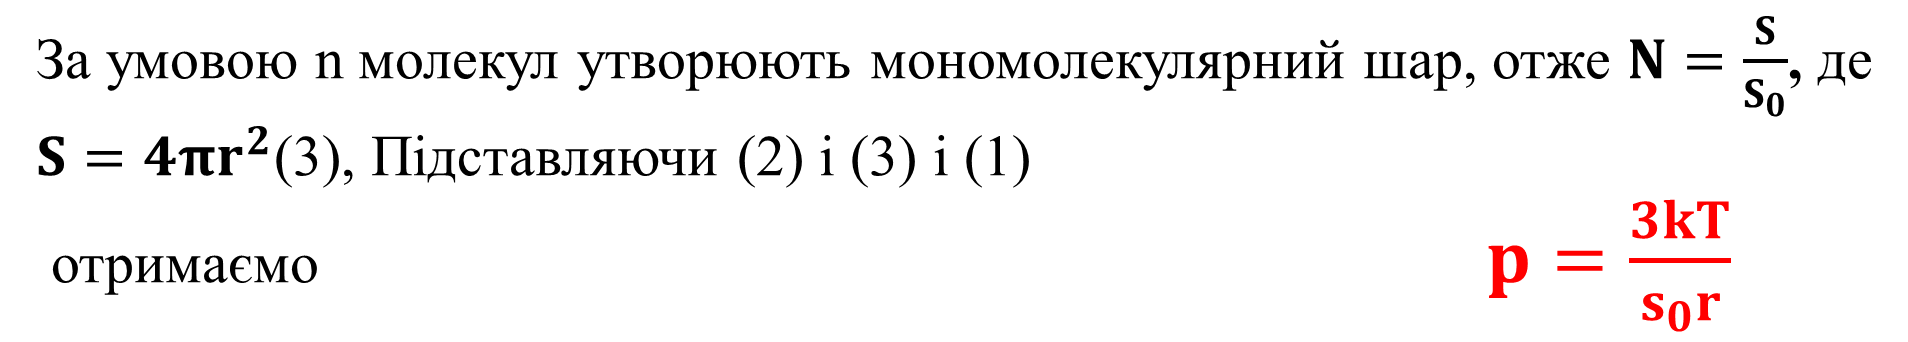 За умовою n молекул утворюють мономолекулярний шар, отже N = s/s₀, де
S = 4πr²(3), Підставляючи (2) і (3) і (1)
отримаємо p = 3kT/s₀r